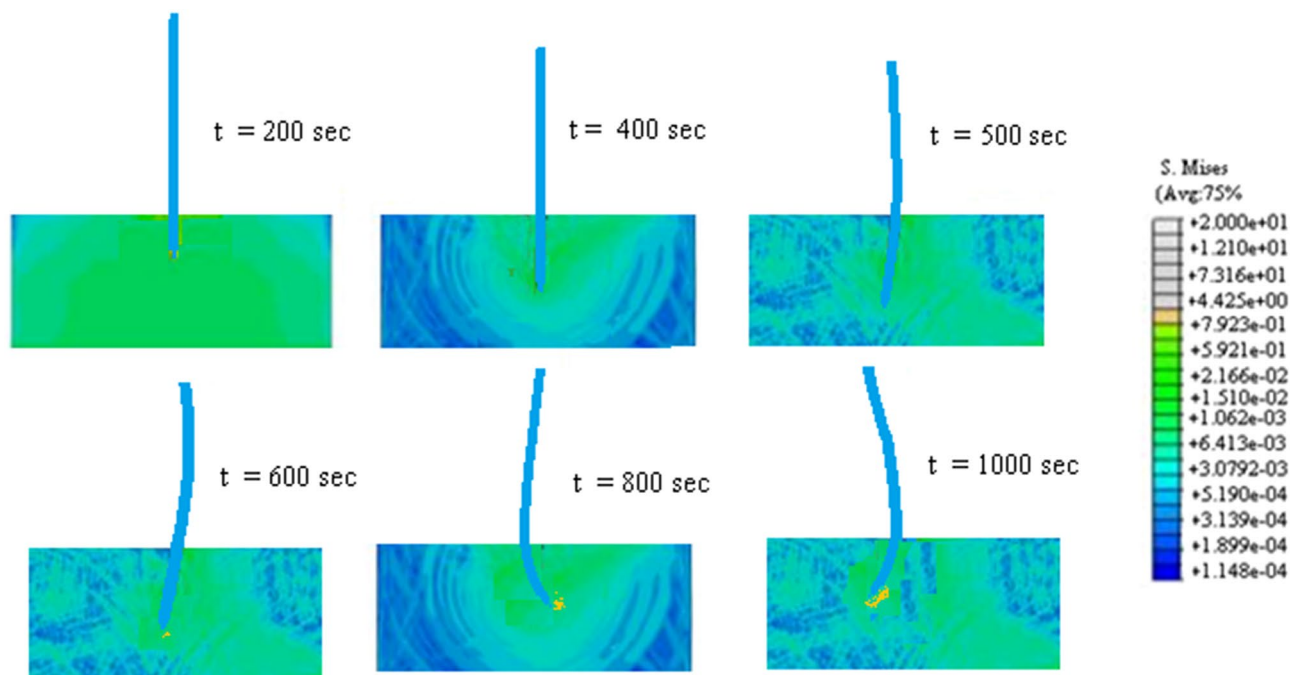 t = 200 sec
t = 400 sec
t = 500 sec
t = 600 sec
t = 800 sec
t = 1000 sec
S. Mises
(Avg:75%
+2.000e+01
+1.210e+01
+7.316e+01
+4.425e+00
+7.923e-01
+5.921e-01
+2.166e-02
+1.510e-02
+1.062e-03
+6.413e-03
+3.0792-03
+5.190e-04
+3.139e-04
+1.899e-04
+1.148e-04